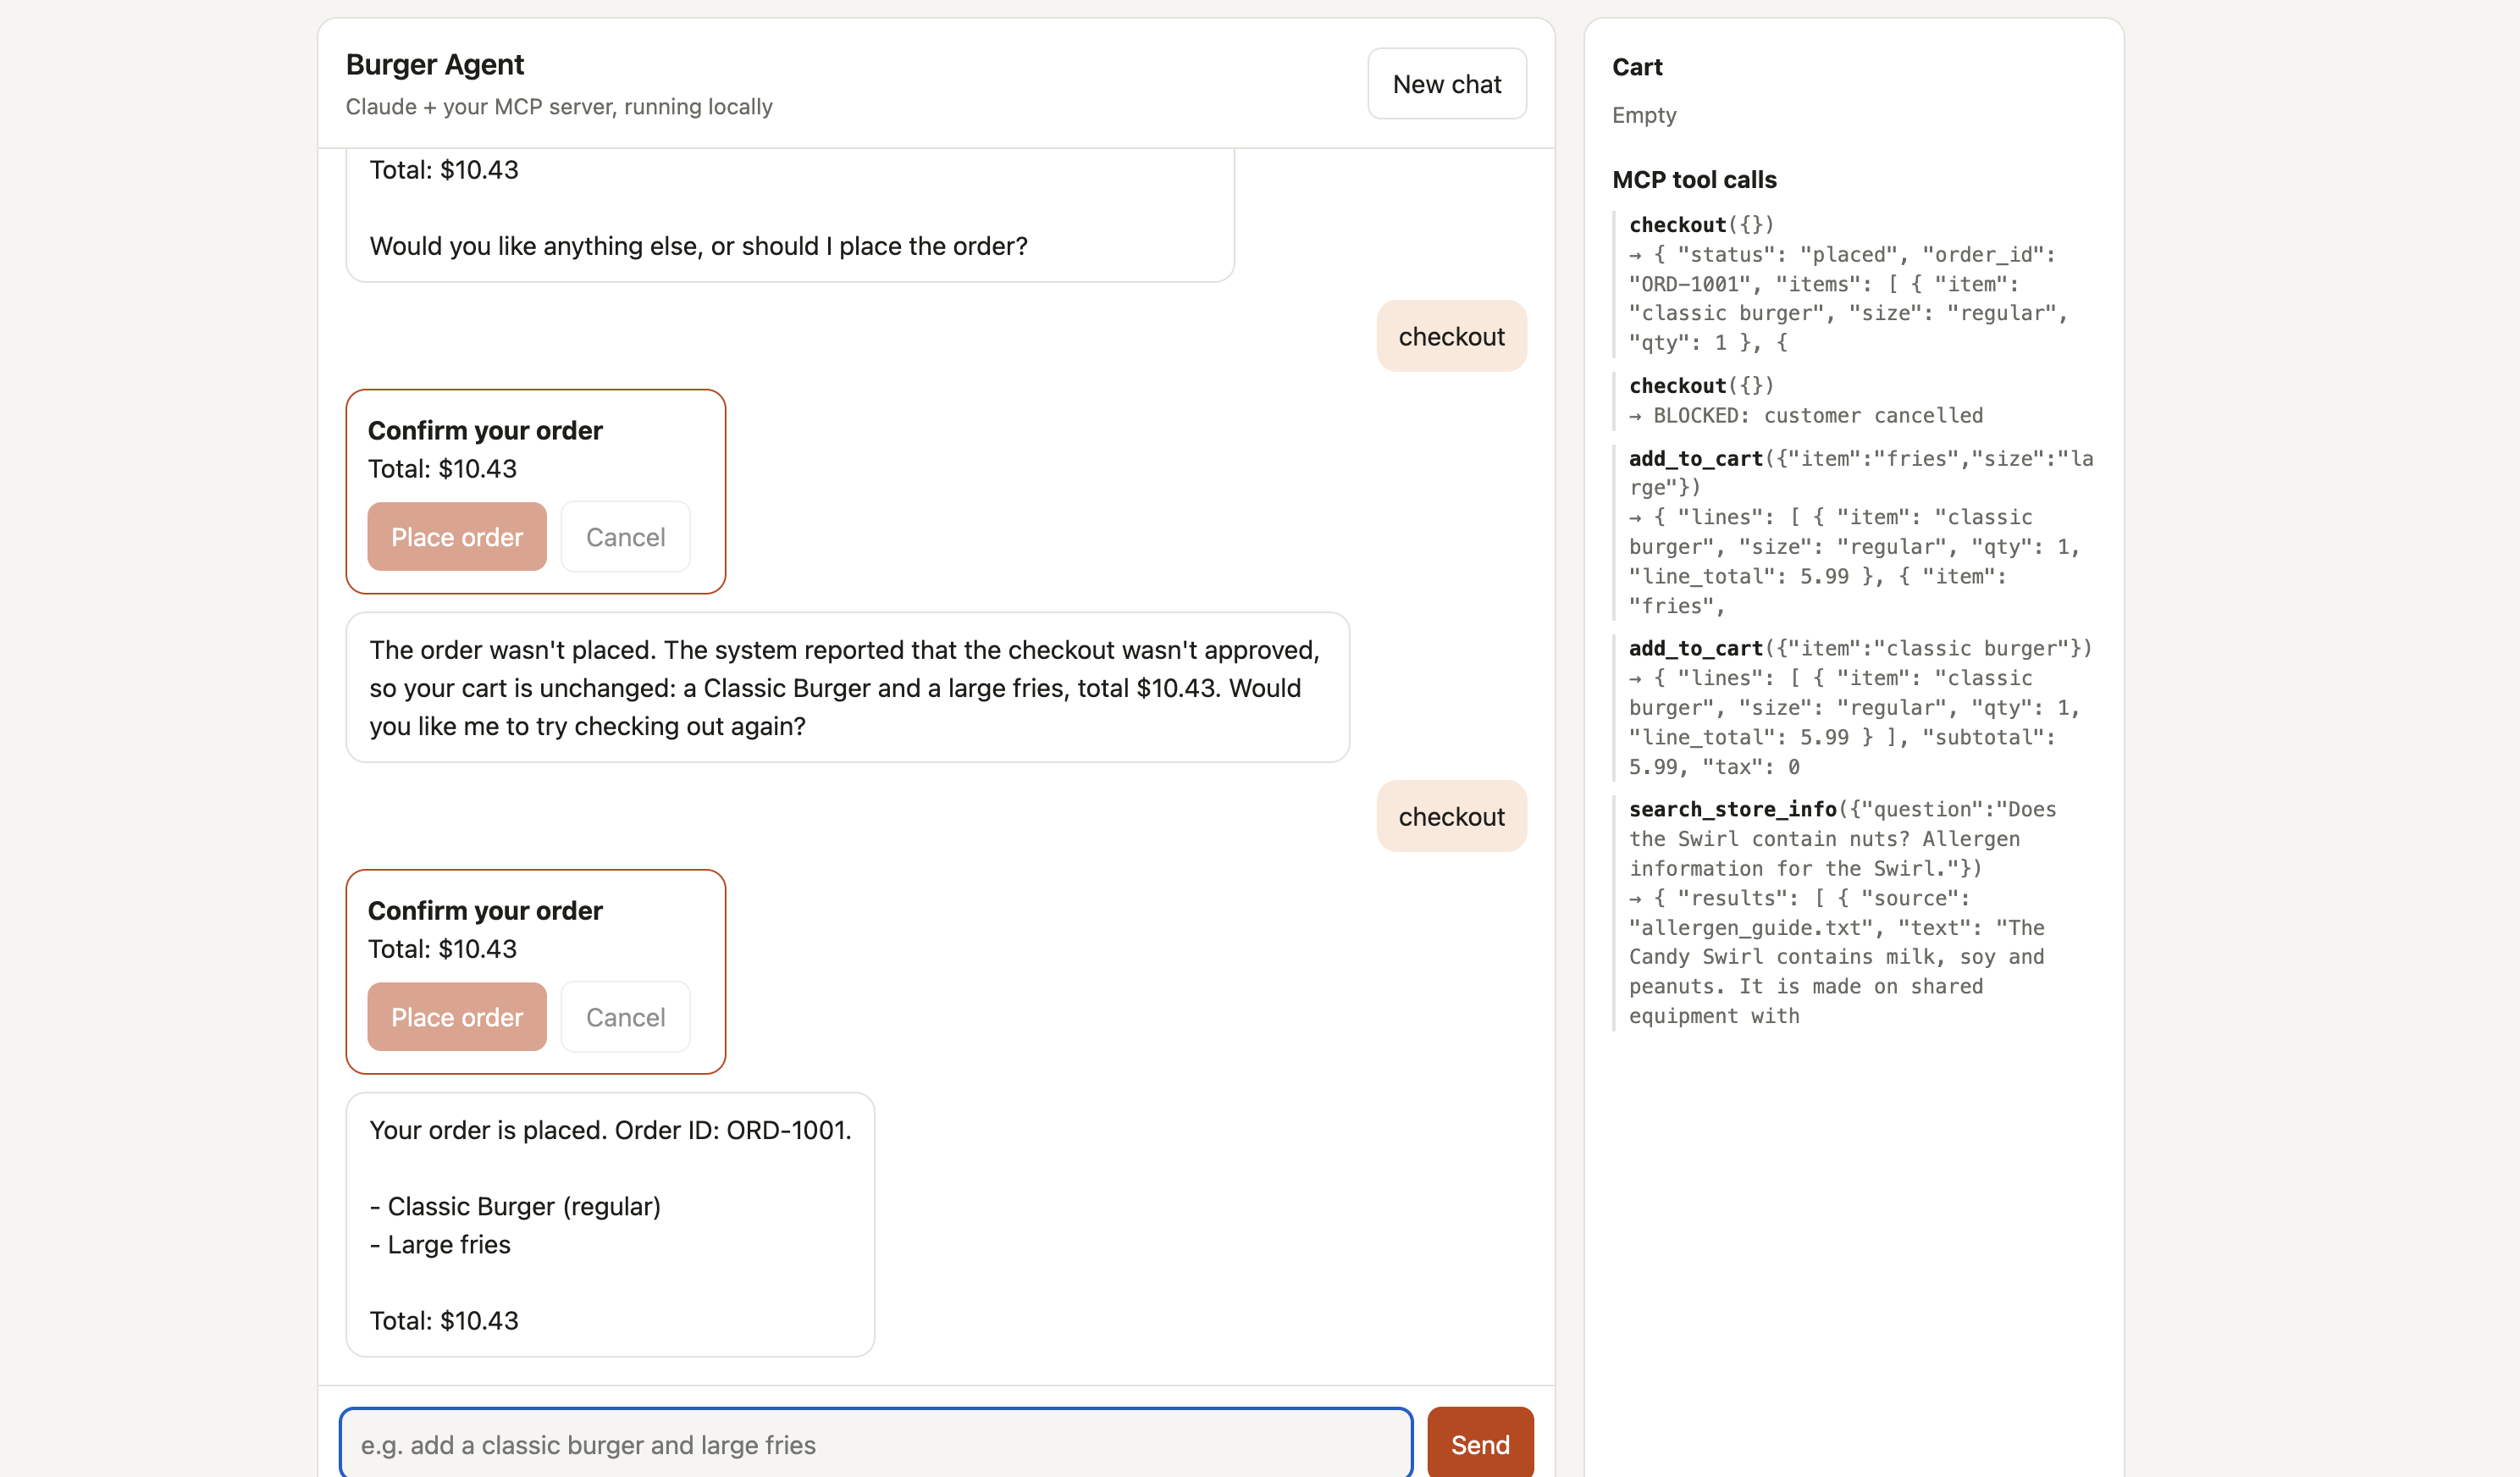 Burger Agent
Claude + your MCP server, running locally
New chat
Total: $10.43
Would you like anything else, or should I place the order?
checkout
Confirm your order
Total: $10.43
Place order
Cancel
The order wasn't placed. The system reported that the checkout wasn't approved,
so your cart is unchanged: a Classic Burger and a large fries, total $10.43. Would
you like me to try checking out again?
checkout
Confirm your order
Total: $10.43
Place order
Cancel
Your order is placed. Order ID: ORD-1001.
- Classic Burger (regular)
- Large fries
Total: $10.43
e.g. add a classic burger and large fries
Send
Cart
Empty
MCP tool calls
checkout({})
→ { "status": "placed", "order_id":
"ORD-1001", "items": [ { "item":
"classic burger", "size": "regular",
"qty": 1 }, {
checkout({})
→ BLOCKED: customer cancelled
add_to_cart({"item":"fries","size":"la
rge"})
→ { "lines": [ { "item": "classic
burger", "size": "regular", "qty": 1,
"line_total": 5.99 }, { "item":
"fries",
add_to_cart({"item":"classic burger"})
→ { "lines": [ { "item": "classic
burger", "size": "regular", "qty": 1,
"line_total": 5.99 } ], "subtotal":
5.99, "tax": 0
search_store_info({"question":"Does
the Swirl contain nuts? Allergen
information for the Swirl."})
→ { "results": [ { "source":
"allergen_guide.txt", "text": "The
Candy Swirl contains milk, soy and
peanuts. It is made on shared
equipment with